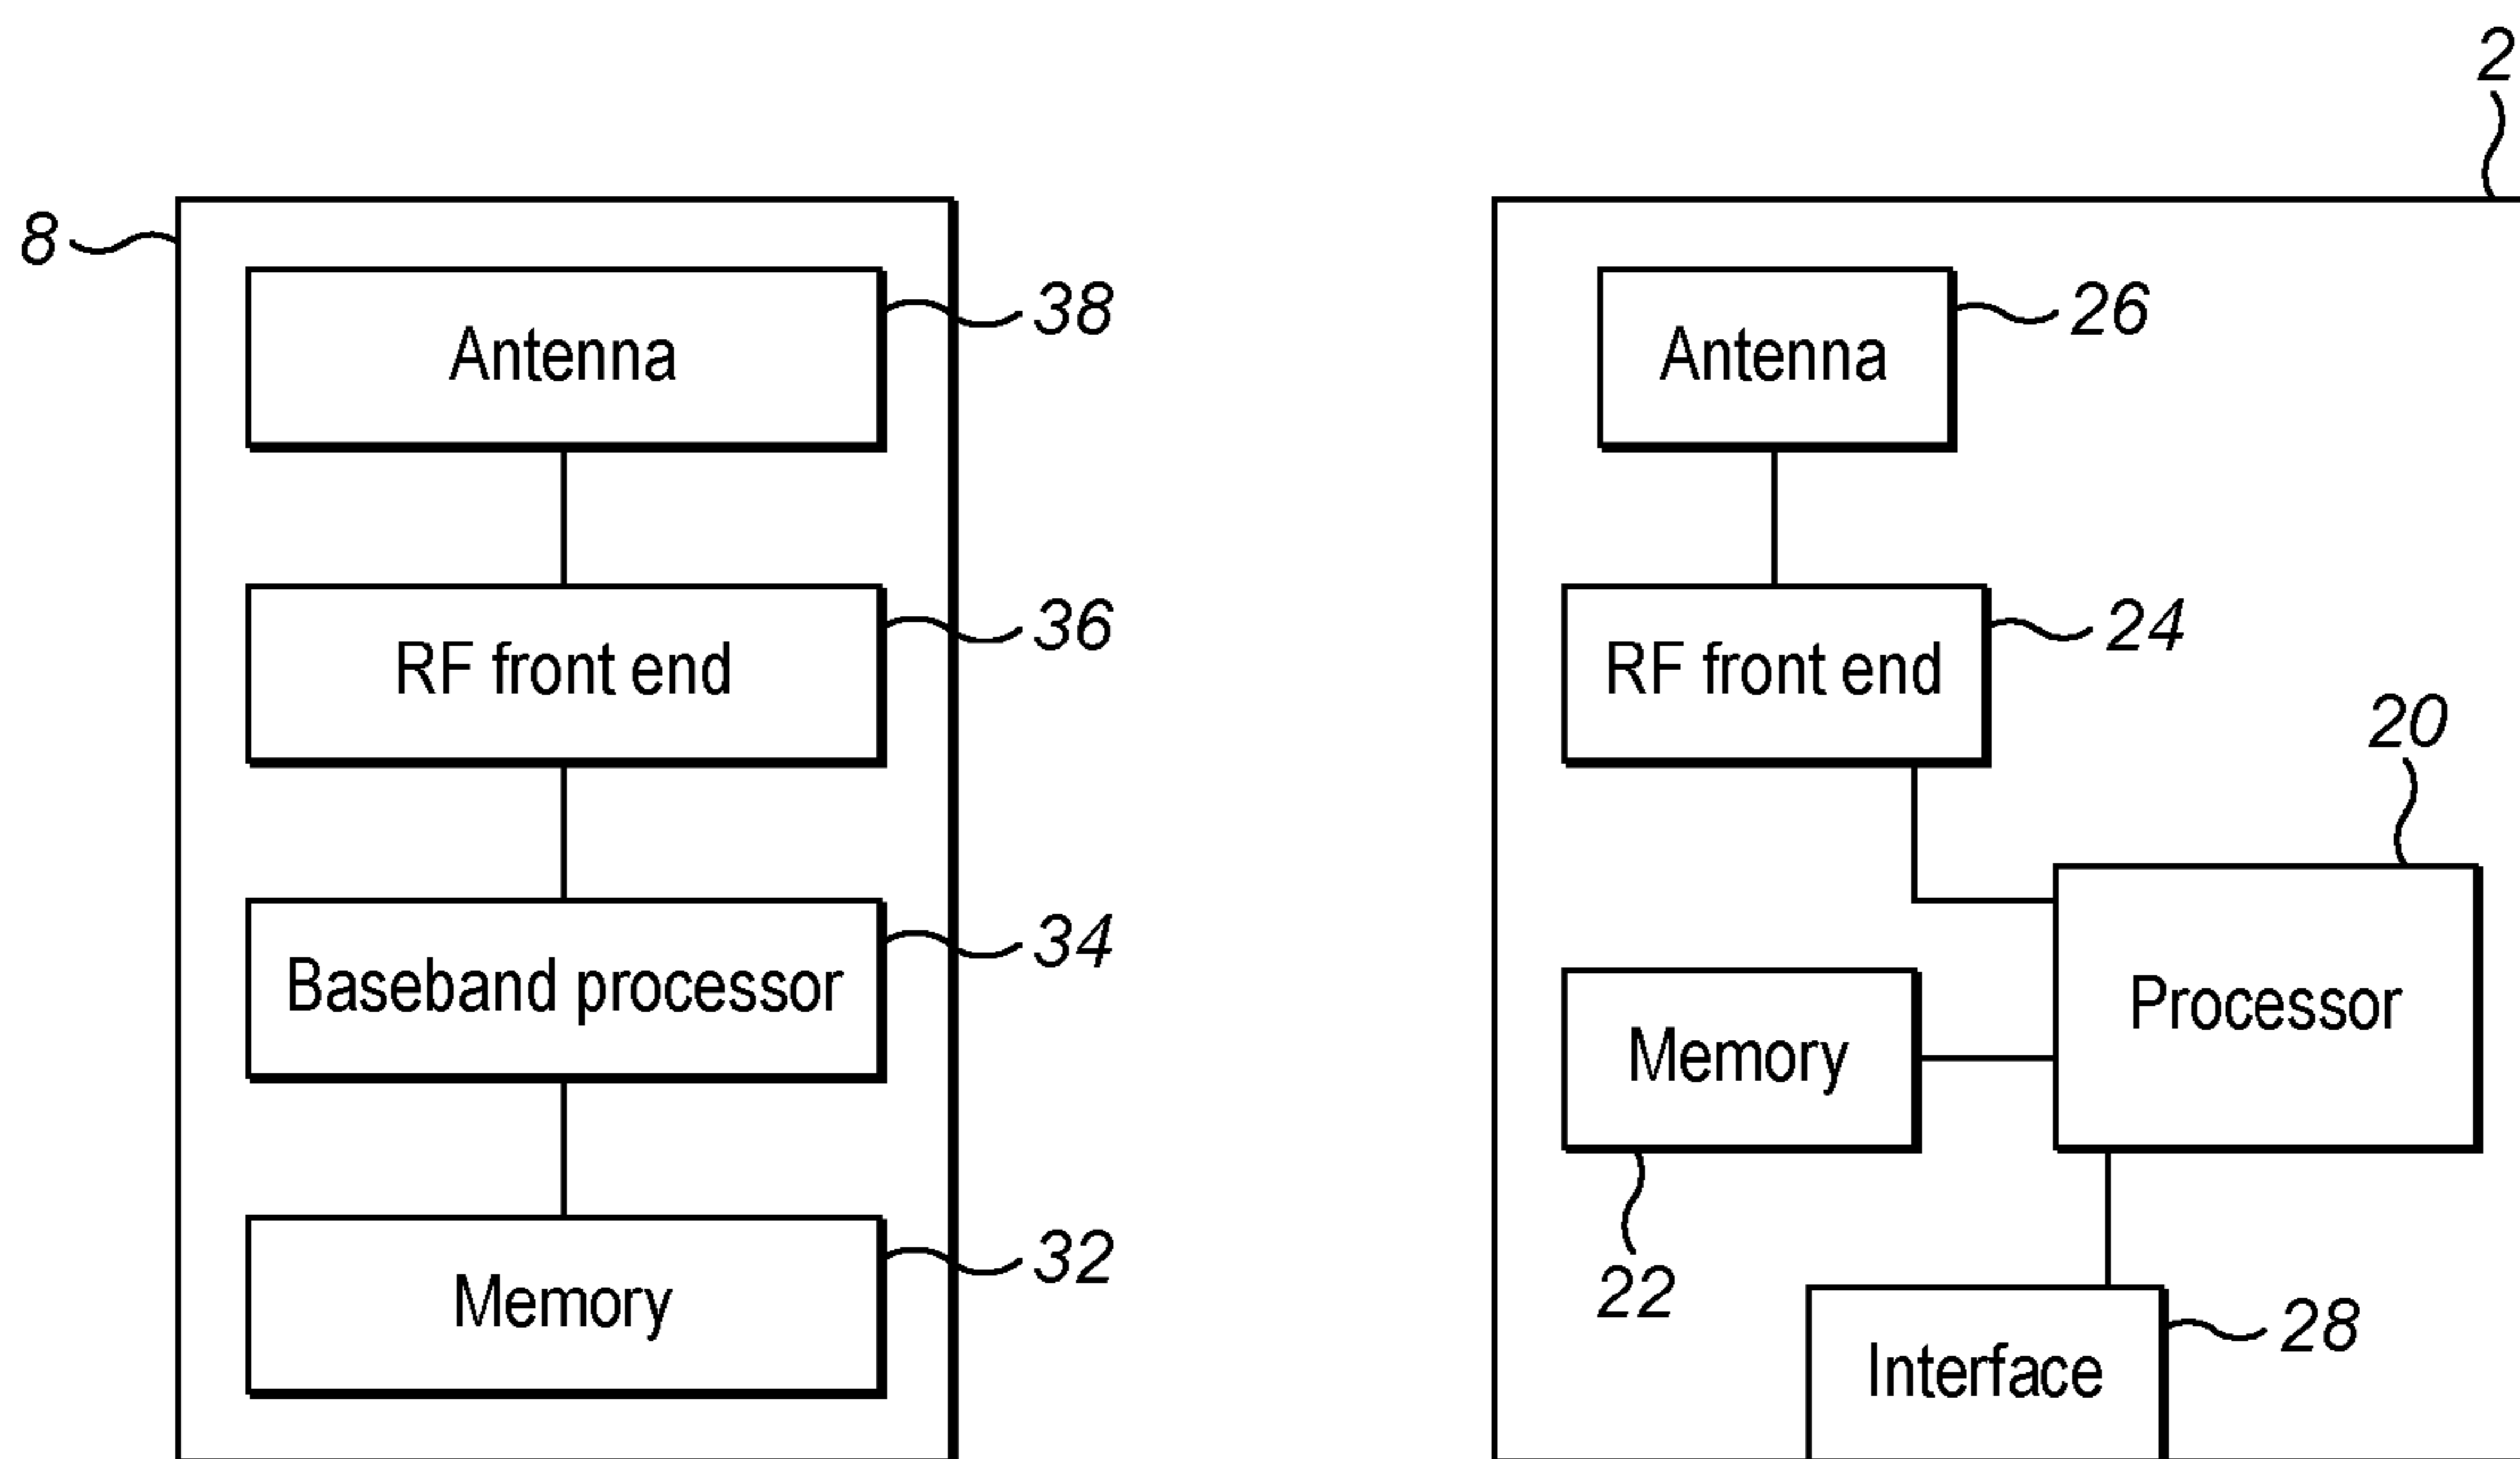 2
8
Antenna
38
RF front end
36
Baseband processor
34
Memory
32
Antenna
26
RF front end
24
20
Processor
Memory
22
Interface
28